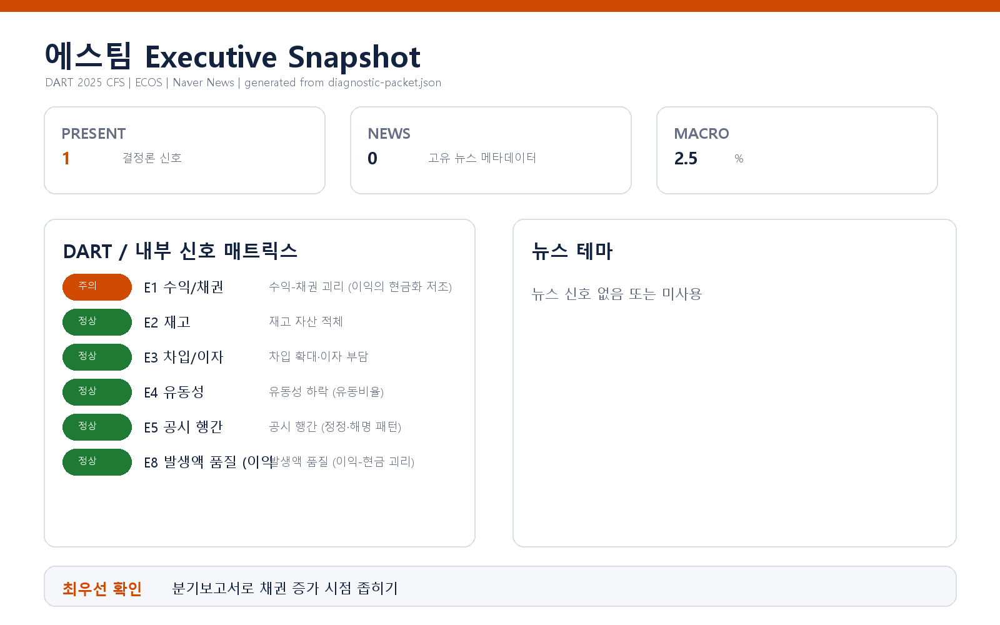 에스팀 Executive Snapshot
DART 2025 CFS | ECOS | Naver News | generated from diagnostic-packet.json
PRESENT
1 결정론 신호
NEWS
0 고유 뉴스 메타데이터
MACRO
2.5 %
DART / 내부 신호 매트릭스
주의 E1 수익/채권 수익-채권 괴리 (이익의 현금화 저조)
정상 E2 재고 재고 자산 적체
정상 E3 차입/이자 차입 확대·이자 부담
정상 E4 유동성 유동성 하락 (유동비율)
정상 E5 공시 행간 공시 행간 (정정·해명 패턴)
정상 E8 발생액 품질 (이익 발생액 품질 (이익-현금 괴리)
뉴스 테마
뉴스 신호 없음 또는 미사용
최우선 확인 분기보고서로 채권 증가 시점 좁히기